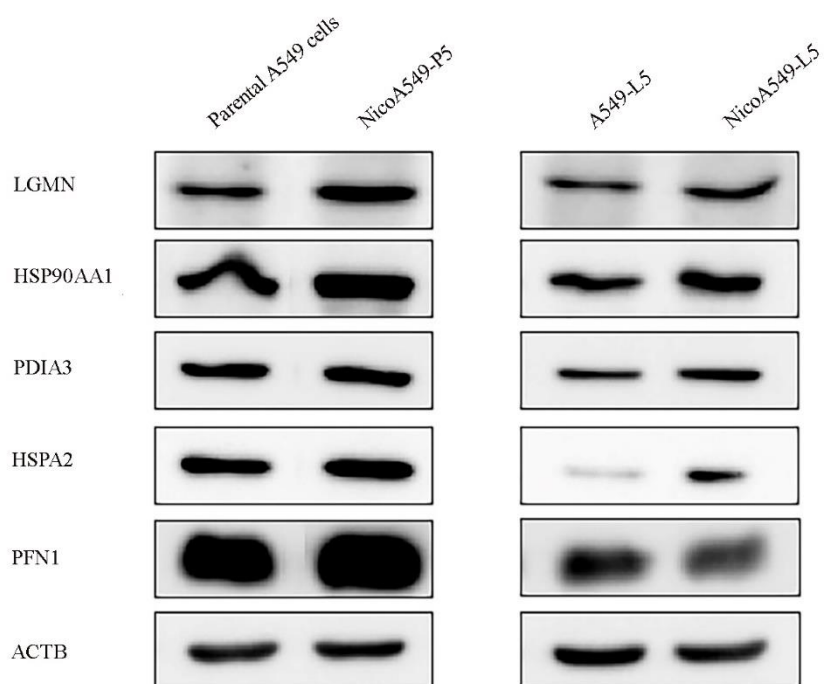 Parental A549 cells
NicoA549-P5
A549-L5
NicoA549-L5
LGMN
HSP90AA1
PDIA3
HSPA2
PFN1
ACTB